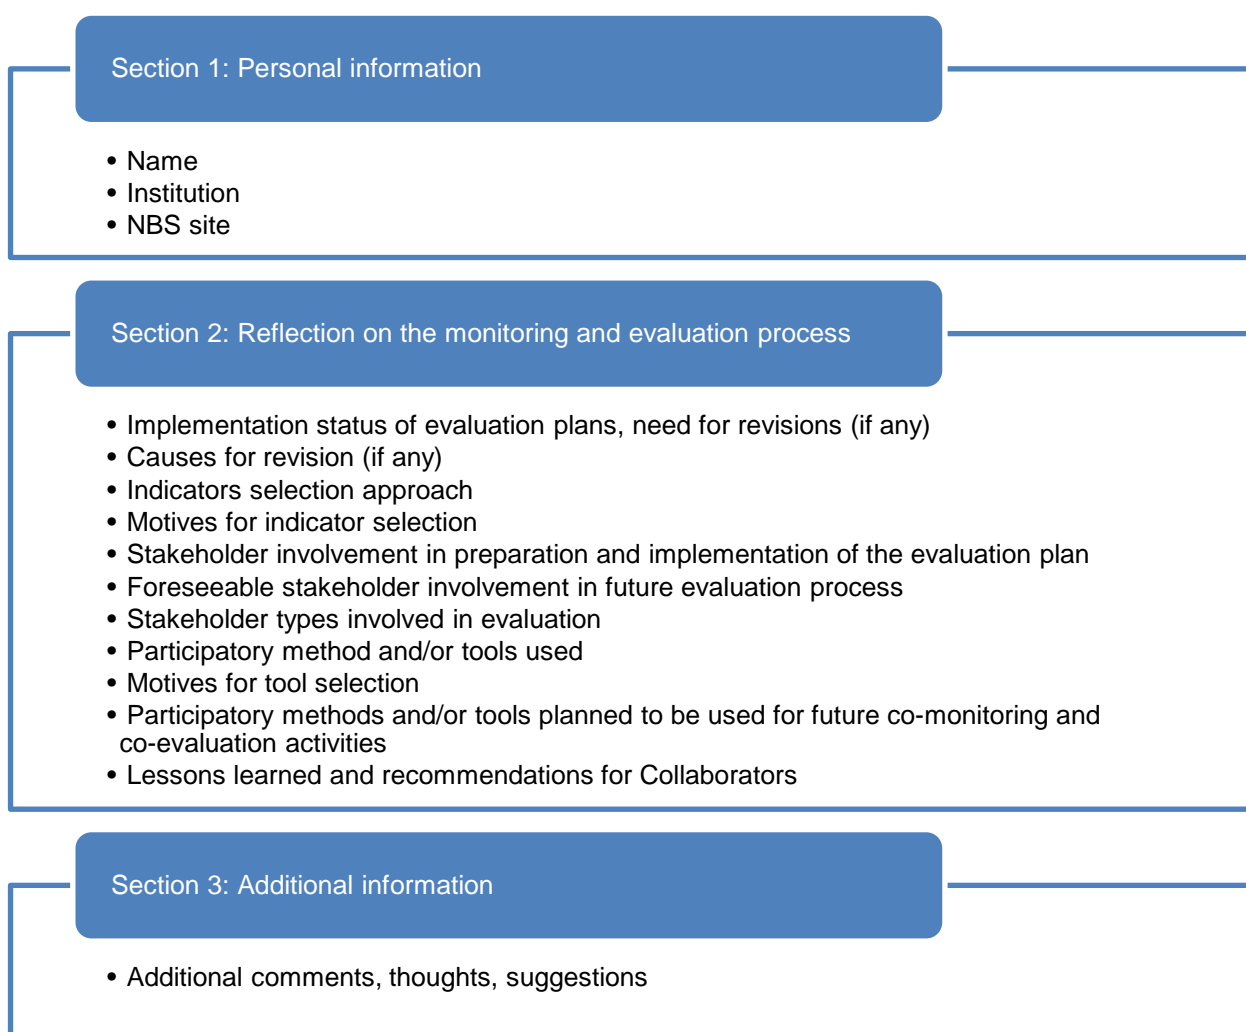 Section 1: Personal information
• Name
• Institution
• NBS site
Section 2: Reflection on the monitoring and evaluation process
• Implementation status of evaluation plans, need for revisions (if any)
• Causes for revision (if any)
• Indicators selection approach
• Motives for indicator selection
• Stakeholder involvement in preparation and implementation of the evaluation plan
• Foreseeable stakeholder involvement in future evaluation process
• Stakeholder types involved in evaluation
• Participatory method and/or tools used
• Motives for tool selection
• Participatory methods and/or tools planned to be used for future co-monitoring and
co-evaluation activities
• Lessons learned and recommendations for Collaborators
Section 3: Additional information
• Additional comments, thoughts, suggestions